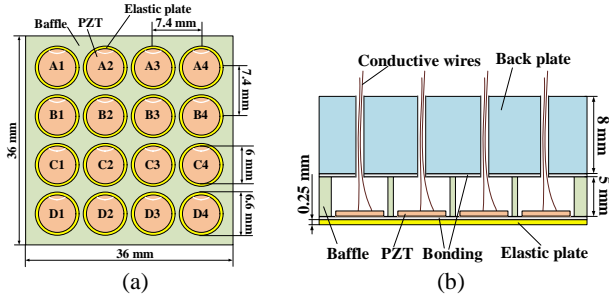 Elastic plate
PZT
Baffle
7.4 mm
A1 A2 A3 A4
B1 B2 B3 B4
C1 C2 C3 C4
D1 D2 D3 D4
7.4 mm
6 mm
6.6 mm
36 mm
36 mm
(a)
Conductive wires
Back plate
8 mm
5 mm
0.25 mm
Baffle PZT Bonding Elastic plate
(b)